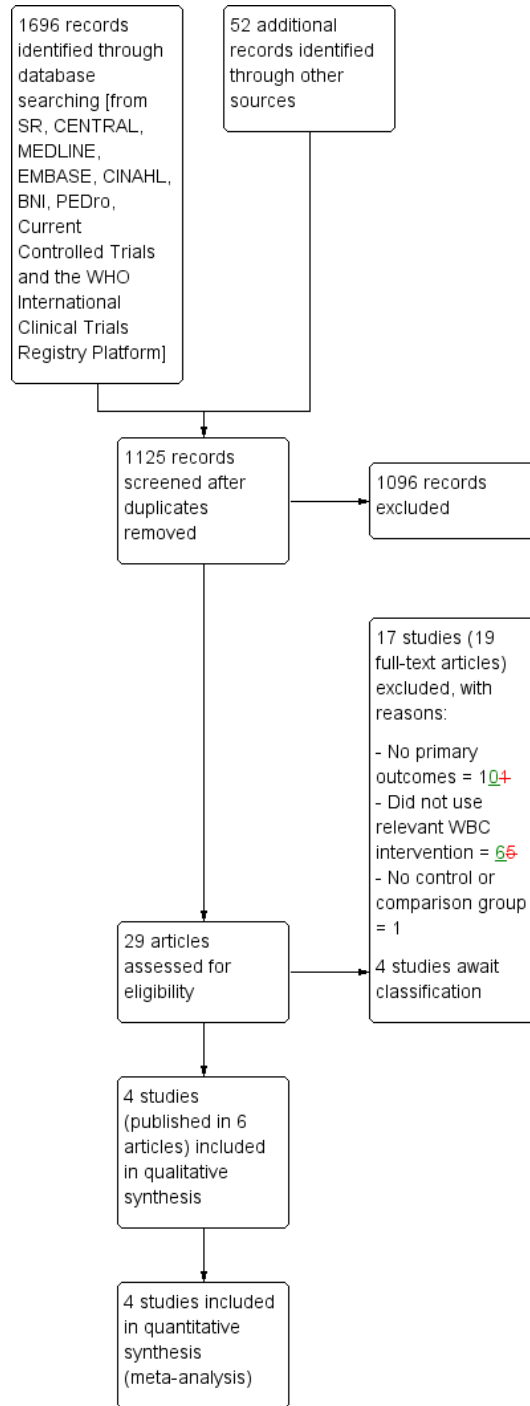 1696 records
identified through
database
searching [from
SR, CENTRAL,
MEDLINE,
EMBASE, CINAHL,
BNI, PEDro,
Current
Controlled Trials
and the WHO
International
Clinical Trials
Registry Platform]
52 additional
records identified
through other
sources
1125 records
screened after
duplicates
removed
1096 records
excluded
17 studies (19
full-text articles)
excluded, with
reasons:
- No primary
outcomes = 101
- Did not use
relevant WBC
intervention = 65
- No control or
comparison group
= 1
4 studies await
classification
29 articles
assessed for
eligibility
4 studies
(published in 6
articles) included
in qualitative
synthesis
4 studies included
in quantitative
synthesis
(meta-analysis)